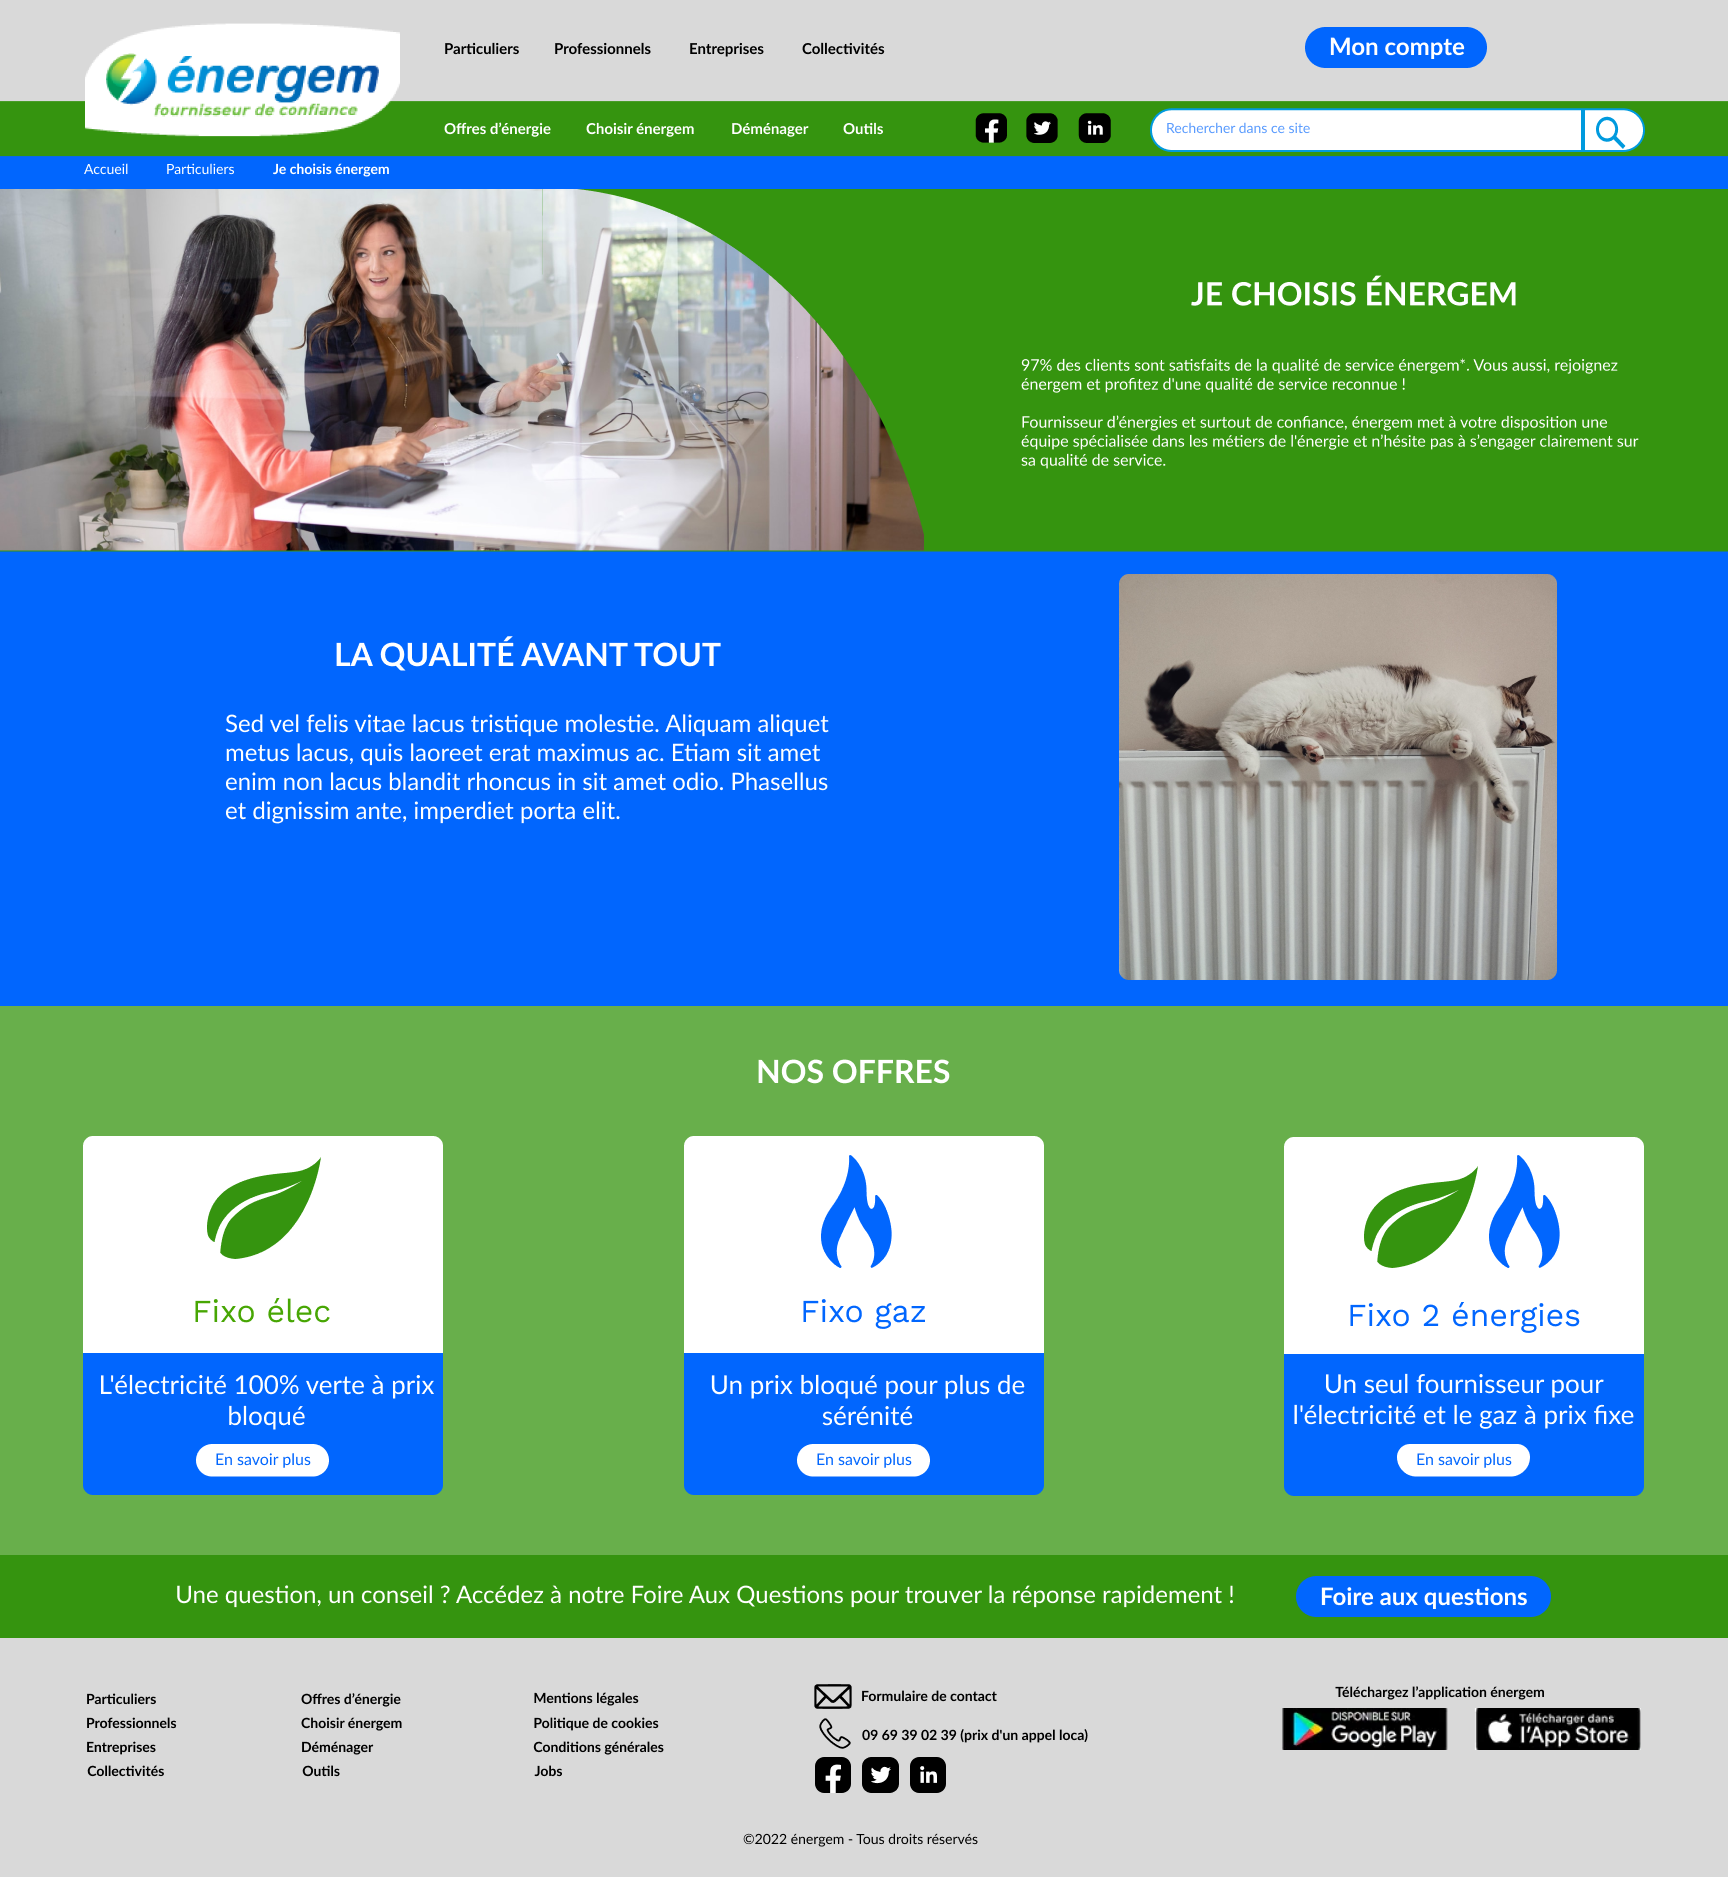 Particuliers Professionnels Entreprises Collectivités
Mon compte
énergem
fournisseur de confiance
Offres d’énergie Choisir énergem Déménager Outils
Rechercher dans ce site
Accueil Particuliers Je choisis énergem
JE CHOISIS ÉNERGEM
97% des clients sont satisfaits de la qualité de service énergem*. Vous aussi, rejoignez
énergem et profitez d'une qualité de service reconnue !
Fournisseur d’énergies et surtout de confiance, énergem met à votre disposition une
équipe spécialisée dans les métiers de l'énergie et n’hésite pas à s’engager clairement sur
sa qualité de service.
LA QUALITÉ AVANT TOUT
Sed vel felis vitae lacus tristique molestie. Aliquam aliquet
metus lacus, quis laoreet erat maximus ac. Etiam sit amet
enim non lacus blandit rhoncus in sit amet odio. Phasellus
et dignissim ante, imperdiet porta elit.
NOS OFFRES
Fixo élec
L'électricité 100% verte à prix
bloqué
En savoir plus
Fixo gaz
Un prix bloqué pour plus de
sérénité
En savoir plus
Fixo 2 énergies
Un seul fournisseur pour
l'électricité et le gaz à prix fixe
En savoir plus
Une question, un conseil ? Accédez à notre Foire Aux Questions pour trouver la réponse rapidement !
Foire aux questions
Particuliers
Professionnels
Entreprises
Collectivités
Offres d’énergie
Choisir énergem
Déménager
Outils
Mentions légales
Politique de cookies
Conditions générales
Jobs
Formulaire de contact
09 69 39 02 39 (prix d'un appel loca)
Téléchargez l’application énergem
DISPONIBLE SUR
Google Play
Télécharger dans
l'App Store
©2022 énergem - Tous droits réservés